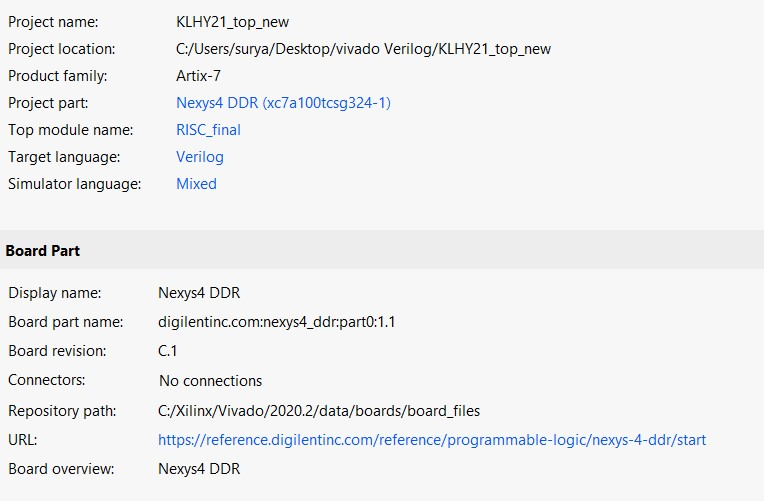 Project name: KLHY21_top_new
Project location: C:/Users/surya/Desktop/vivado Verilog/KLHY21_top_new
Product family: Artix-7
Project part: Nexys4 DDR (xc7a100tcsg324-1)
Top module name: RISC_final
Target language: Verilog
Simulator language: Mixed
Board Part
Display name: Nexys4 DDR
Board part name: digilentinc.com:nexys4_ddr:part0:1.1
Board revision: C.1
Connectors: No connections
Repository path: C:/Xilinx/Vivado/2020.2/data/boards/board_files
URL: https://reference.digilentinc.com/reference/programmable-logic/nexys-4-ddr/start
Board overview: Nexys4 DDR